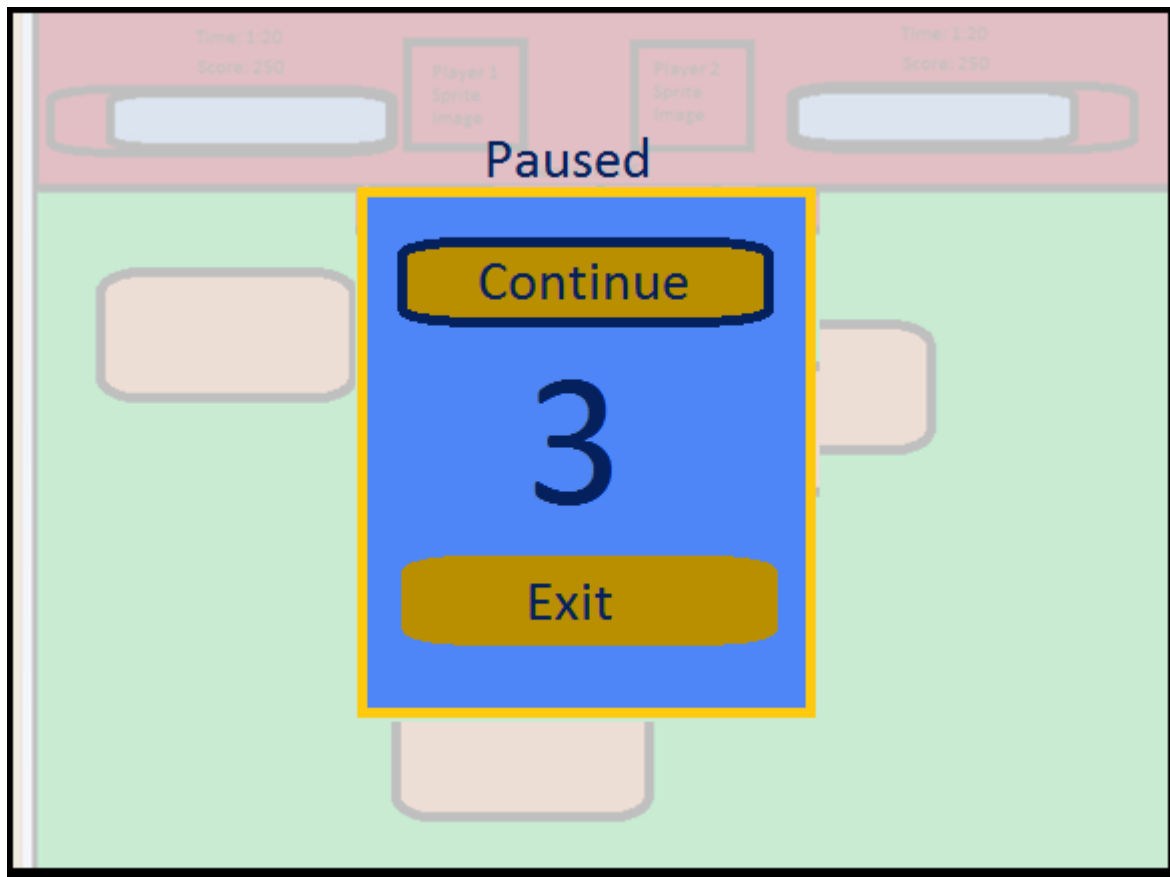 Time: 1:20
Score: 250
Player 1
Sprite
Image
Player 2
Sprite
Image
Time: 1:20
Score: 250
Paused
Continue
3
Exit